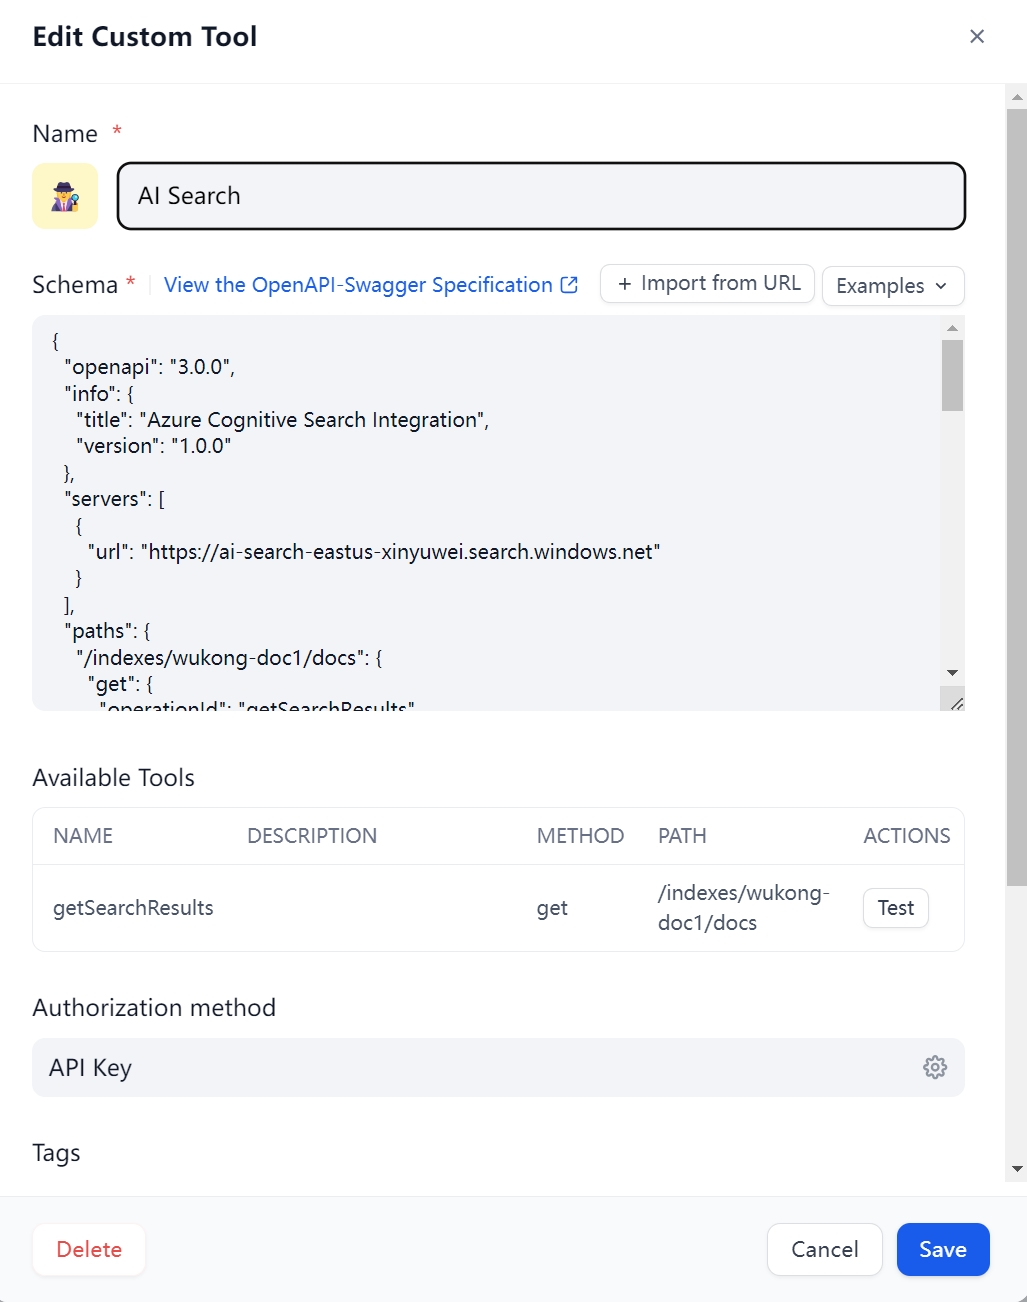 Edit Custom Tool
Name *
AI Search
Schema * View the OpenAPI-Swagger Specification + Import from URL Examples
{
"openapi": "3.0.0",
"info": {
"title": "Azure Cognitive Search Integration",
"version": "1.0.0"
},
"servers": [
{
"url": "https://ai-search-eastus-xinyuwei.search.windows.net"
}
],
"paths": {
"/indexes/wukong-doc1/docs": {
"get": {
"operationId": "getSearchResults"
Available Tools
NAME DESCRIPTION METHOD PATH ACTIONS
getSearchResults get /indexes/wukong-doc1/docs Test
Authorization method
API Key
Tags
Delete Cancel Save